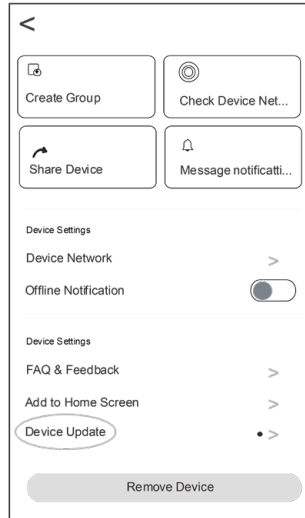 <
Create Group
Check Device Net...
Share Device
Message notificatti...
Device Settings
Device Network >
Offline Notification
Device Settings
FAQ & Feedback >
Add to Home Screen >
Device Update • >
Remove Device